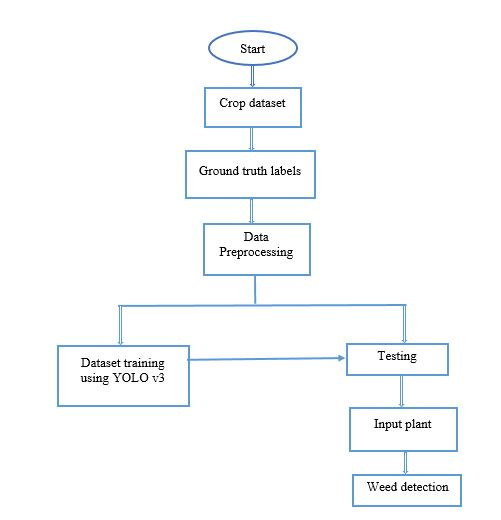 Start
Crop dataset
Ground truth labels
Data
Preprocessing
Dataset training
using YOLO v3
Testing
Input plant
Weed detection